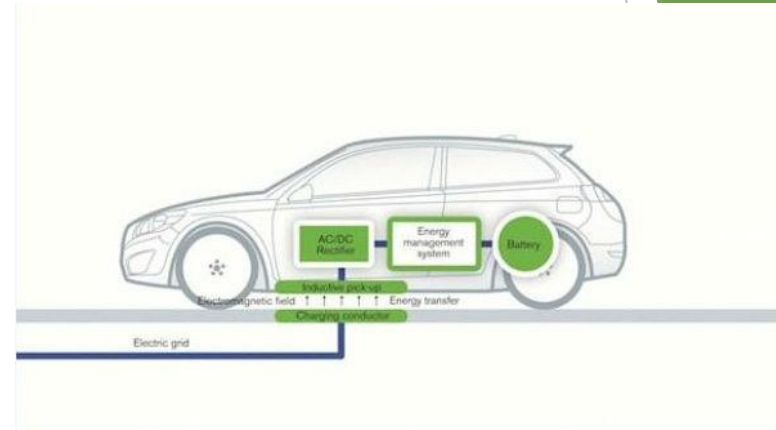 AC/DC
Rectifier
Energy
management
system
Battery
Inductive pick-up
Electromagnetic field
Energy transfer
Charging conductor
Electric grid